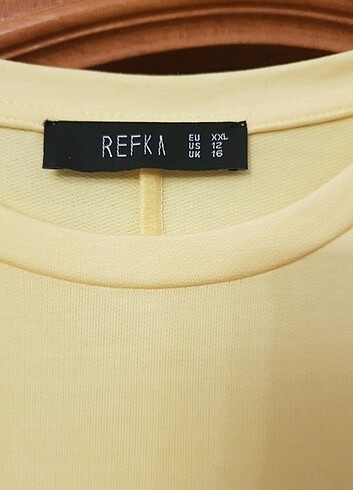 REFKA
EU XXL
US 12
UK 16